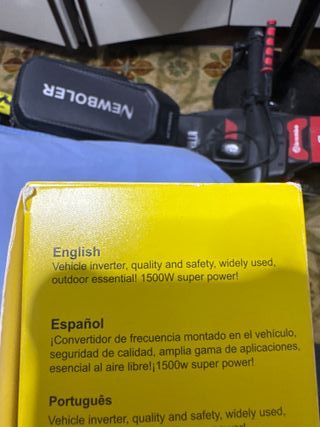 NEWBOLER
English
Vehicle inverter, quality and safety, widely used,
outdoor essential! 1500W super power!
Español
¡Convertidor de frecuencia montado en el vehículo,
seguridad de calidad, amplia gama de aplicaciones,
esencial al aire libre!¡1500w super power!
Português
Vehicle inverter, quality and safety, widely used,